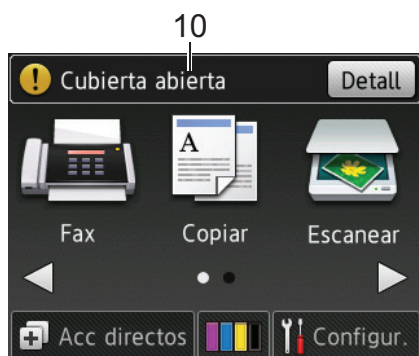 10
Cubierta abierta Detall
Fax Copiar Escanear
Acc directos Configur.